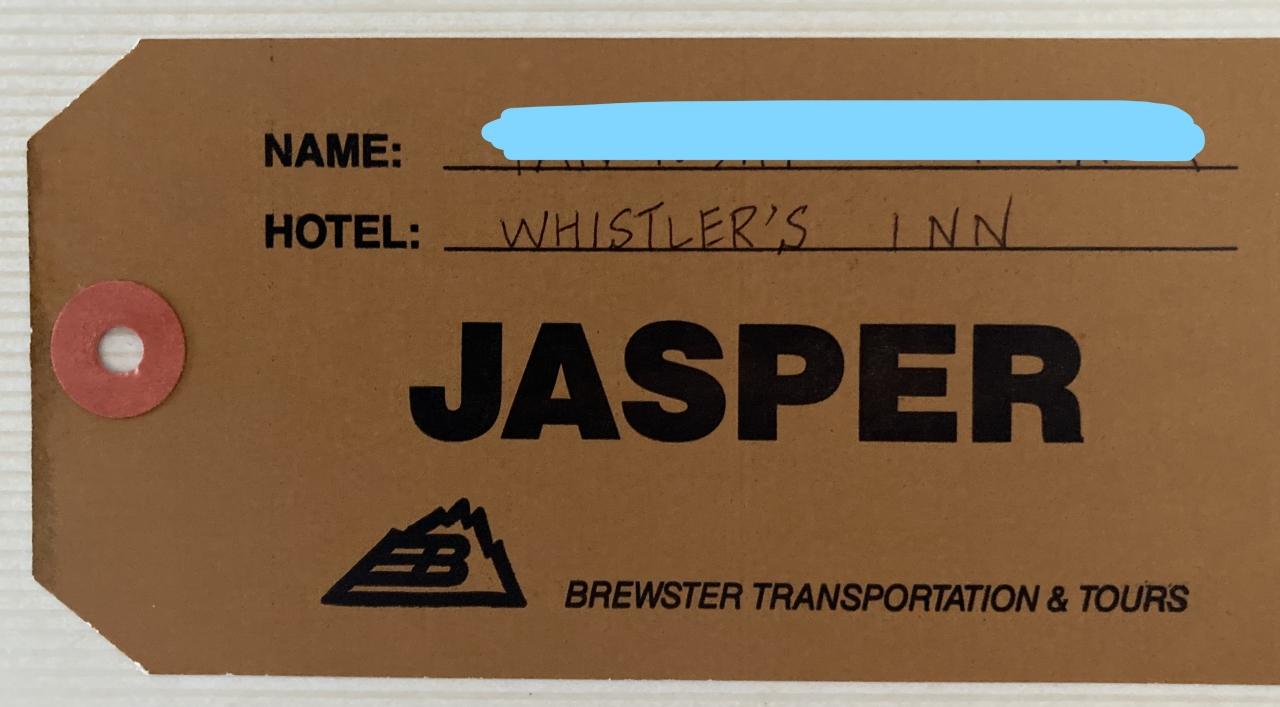 NAME:
HOTEL: WHISTLER'S INN
JASPER
B
BREWSTER TRANSPORTATION & TOURS